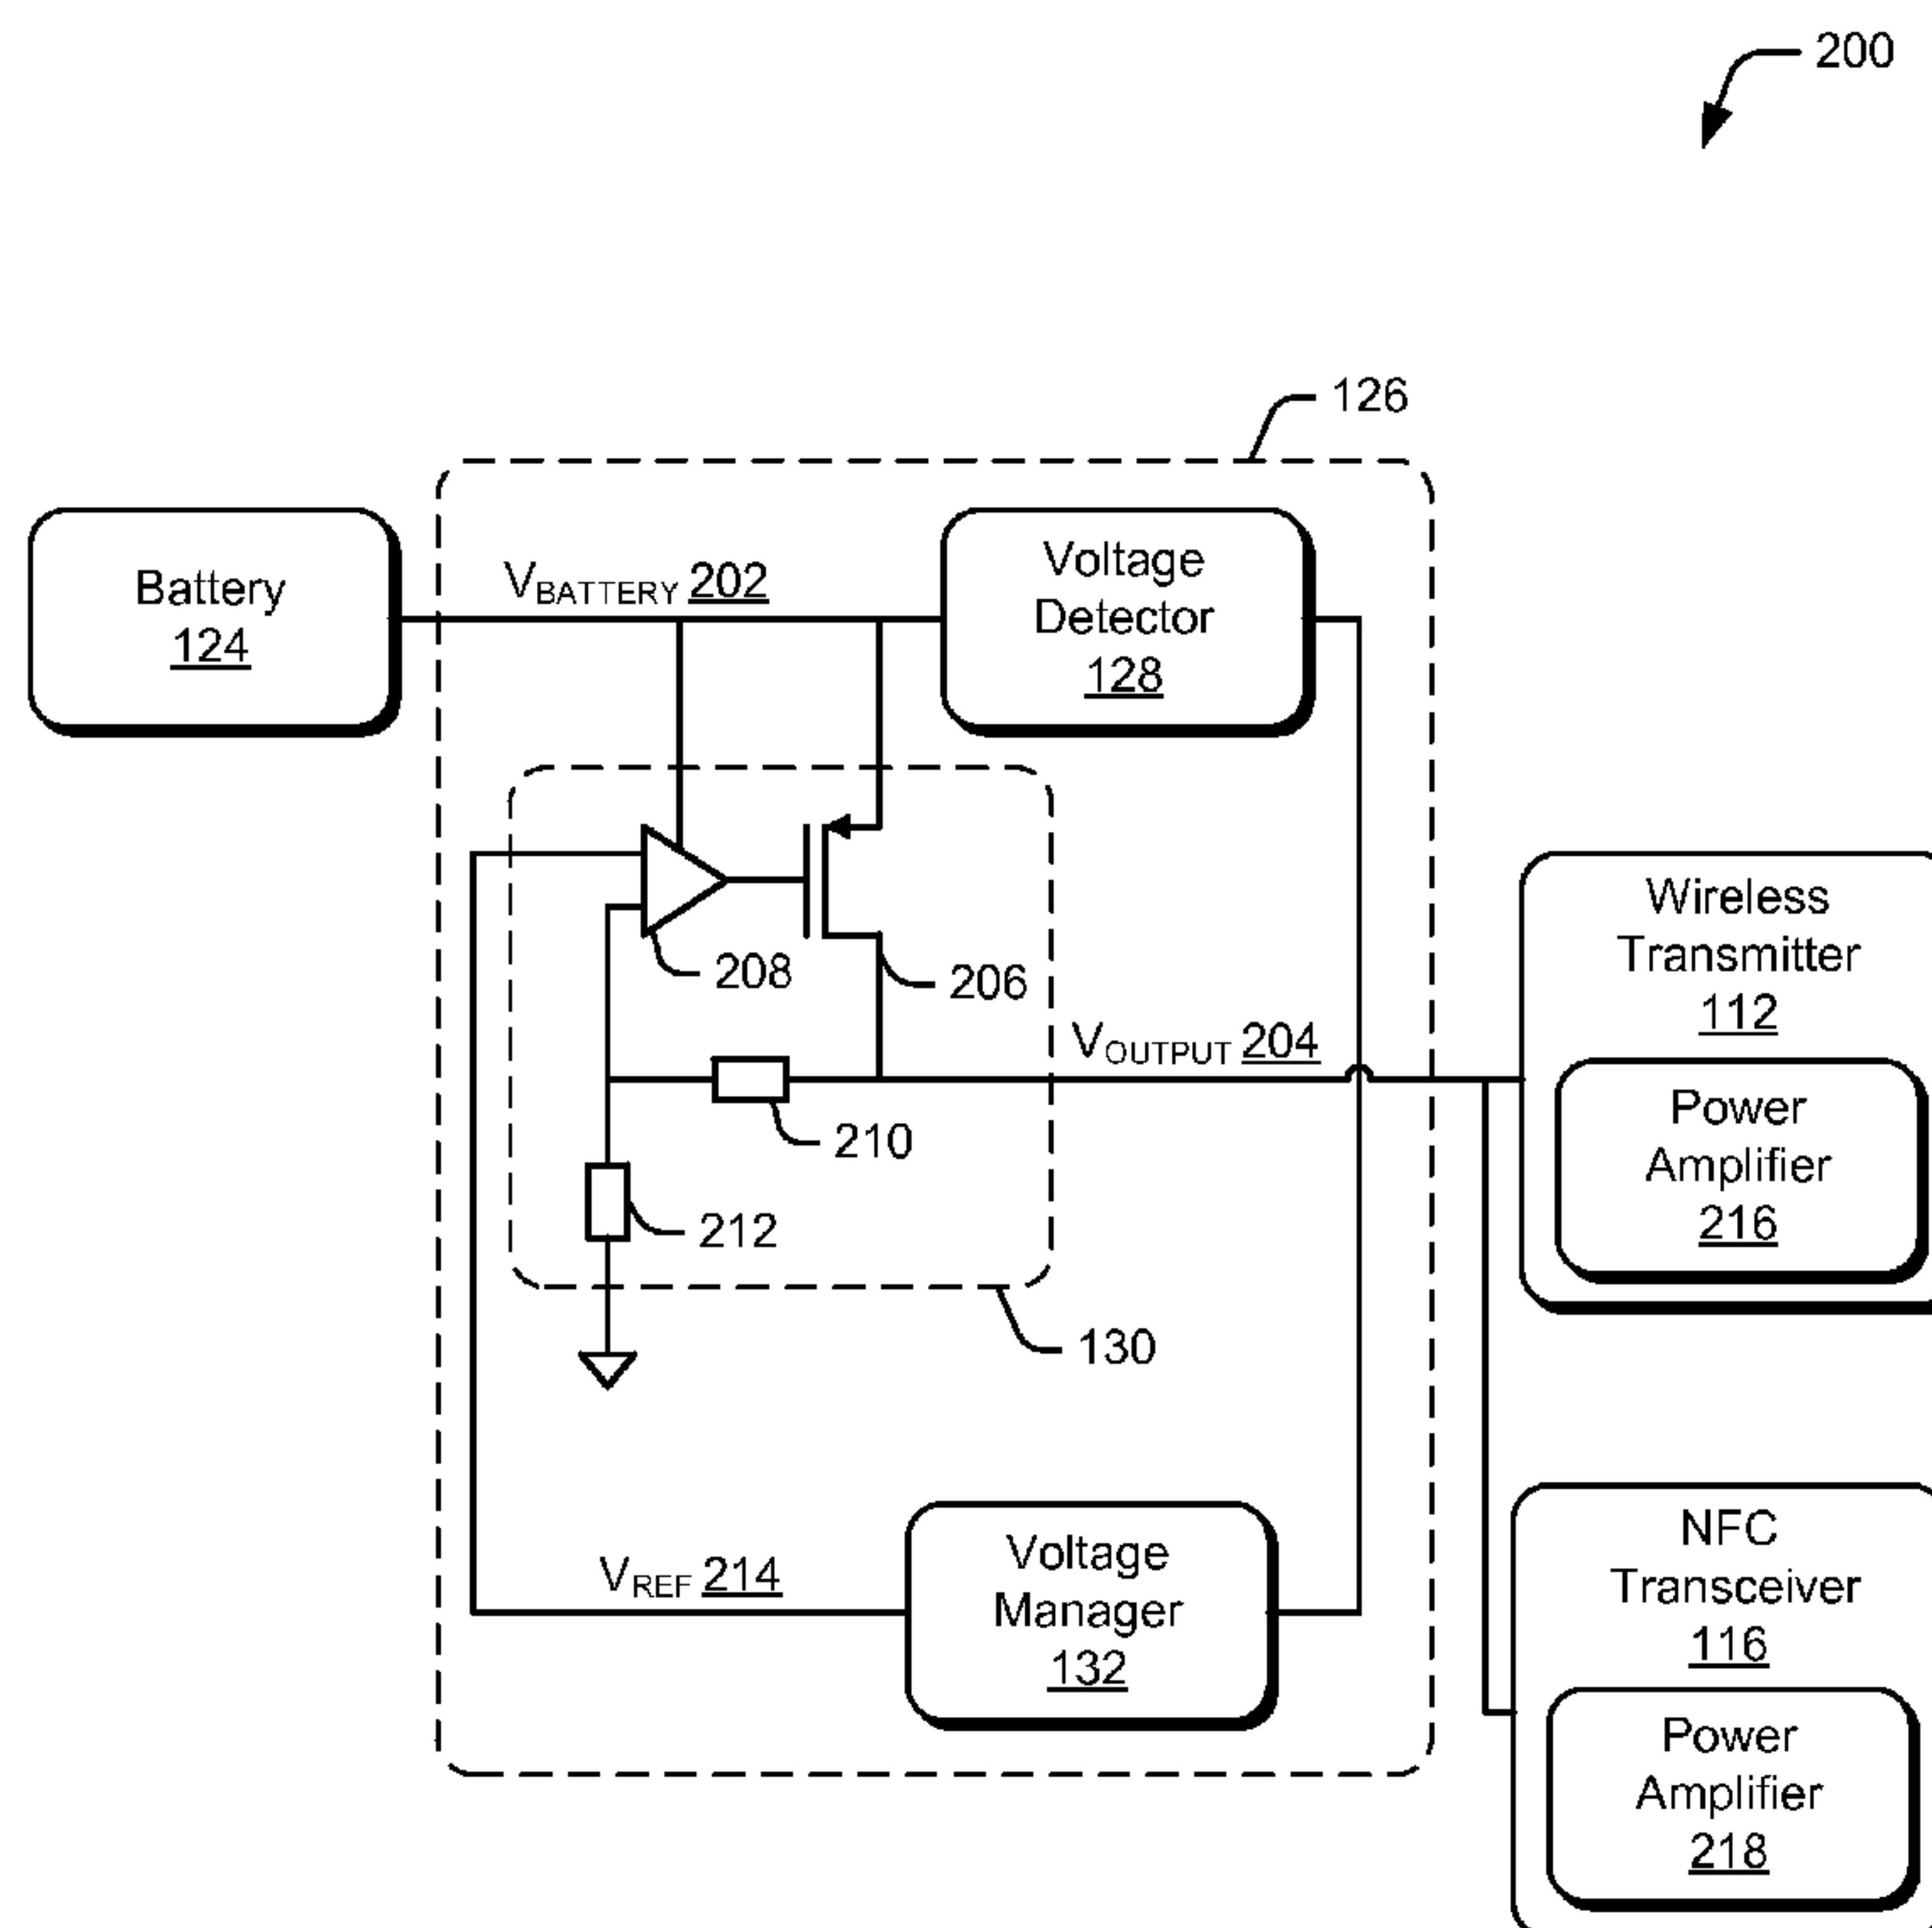 200
126
Battery
124
VBATTERY 202
Voltage
Detector
128
208
206
VOUTPUT 204
210
212
130
Wireless
Transmitter
112
Power
Amplifier
216
VREF 214
Voltage
Manager
132
NFC
Transceiver
116
Power
Amplifier
218